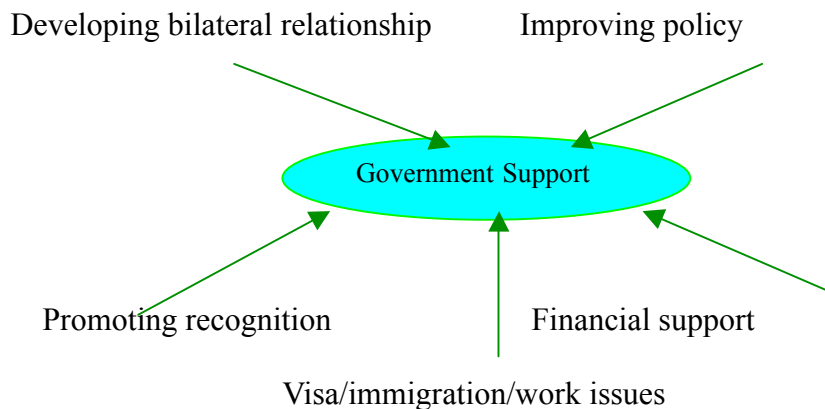 Developing bilateral relationship
Improving policy
Government Support
Promoting recognition
Financial support
Visa/immigration/work issues